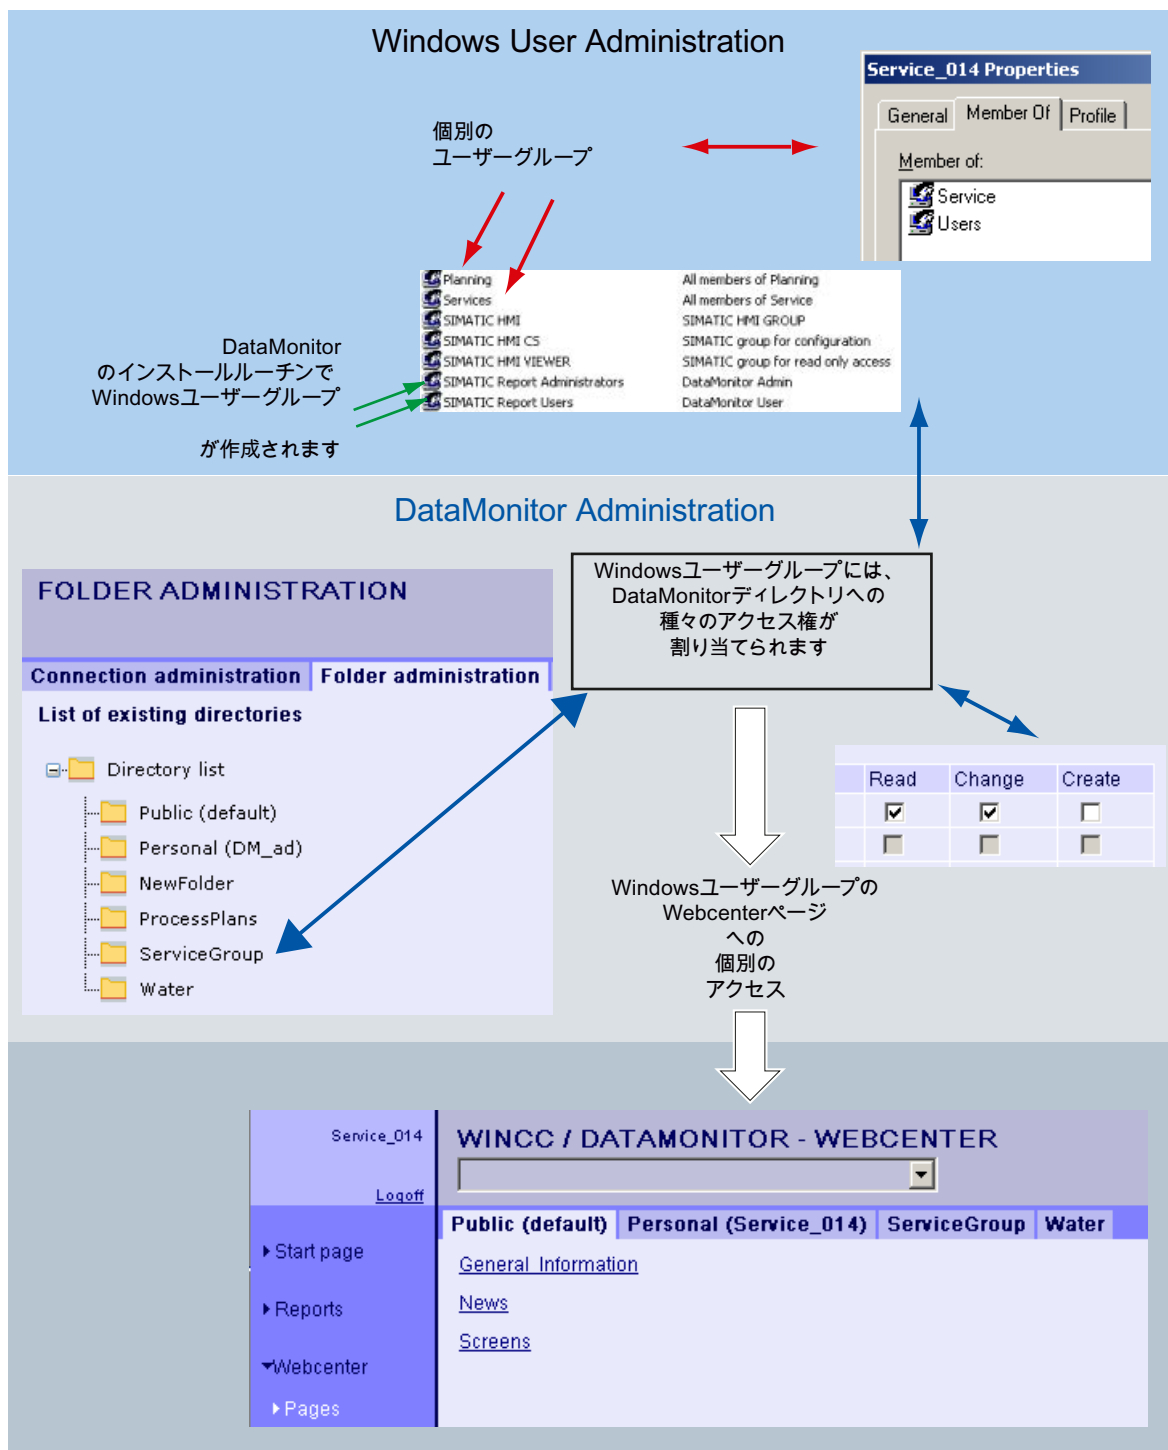 Windows User Administration
Service_014 Properties
General Member Of Profile
Member of:
Service
Users
個別の
ユーザーグループ
Planning All members of Planning
Services All members of Service
SIMATIC HMI SIMATIC HMI GROUP
SIMATIC HMI CS SIMATIC group for configuration
SIMATIC HMI VIEWER SIMATIC group for read only access
SIMATIC Report Administrators DataMonitor Admin
SIMATIC Report Users DataMonitor User
DataMonitor
のインストールルーチンで
Windowsユーザーグループ
が作成されます
DataMonitor Administration
FOLDER ADMINISTRATION
Connection administration Folder administration
List of existing directories
Directory list
Public (default)
Personal (DM_ad)
NewFolder
ProcessPlans
ServiceGroup
Water
Windowsユーザーグループには、
DataMonitorディレクトリへの
種々のアクセス権が
割り当てられます
Read Change Create
Windowsユーザーグループの
Webcenterページ
への
個別の
アクセス
Service_014
Logoff
Start page
Reports
Webcenter
Pages
WINCC / DATAMONITOR - WEBCENTER
Public (default) Personal (Service_014) ServiceGroup Water
General Information
News
Screens